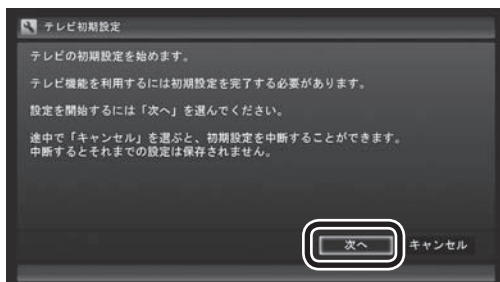 テレビ初期設定
テレビの初期設定を始めます。
テレビ機能を利用するには初期設定を完了する必要があります。
設定を開始するには「次へ」を選んでください。
途中で「キャンセル」を選ぶと、初期設定を中断することができます。
中断するとそれまでの設定は保存されません。
次へ
キャンセル